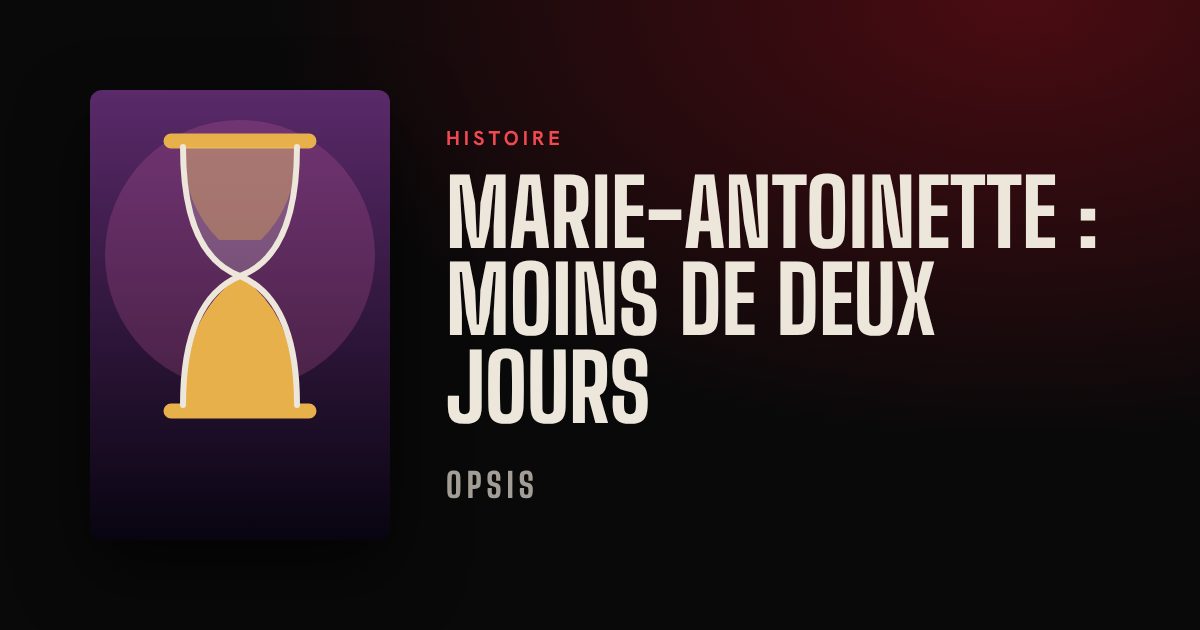 HISTOIRE
MARIE-ANTOINETTE :
MOINS DE DEUX
JOURS
OPSIS